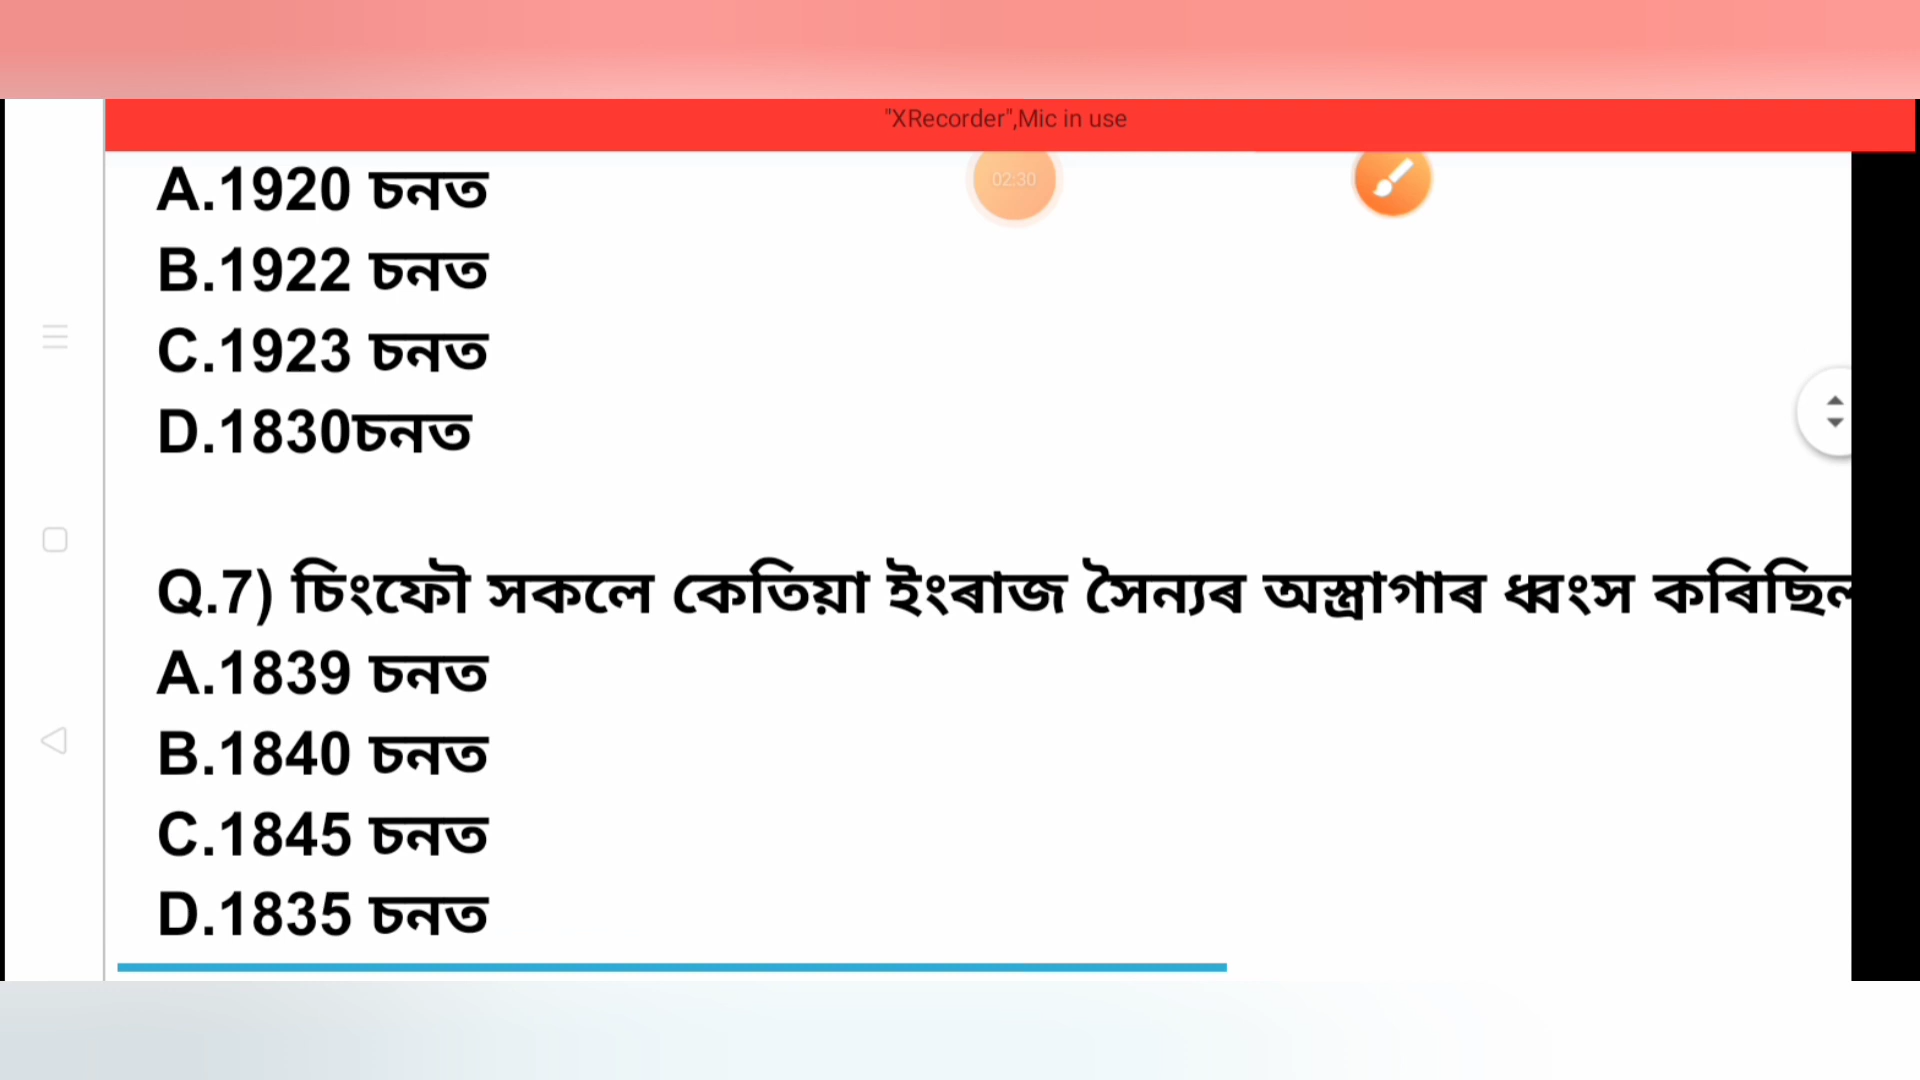 "XRecorder",Mic in use
02:30
A.1920 চনত
B.1922 চনত
C.1923 চনত
D.1830চনত
Q.7) চিংফৌ সকলে কেতিয়া ইংৰাজ সৈন্যৰ অস্ত্ৰাগাৰ ধ্বংস কৰিছিল
A.1839 চনত
B.1840 চনত
C.1845 চনত
D.1835 চনত